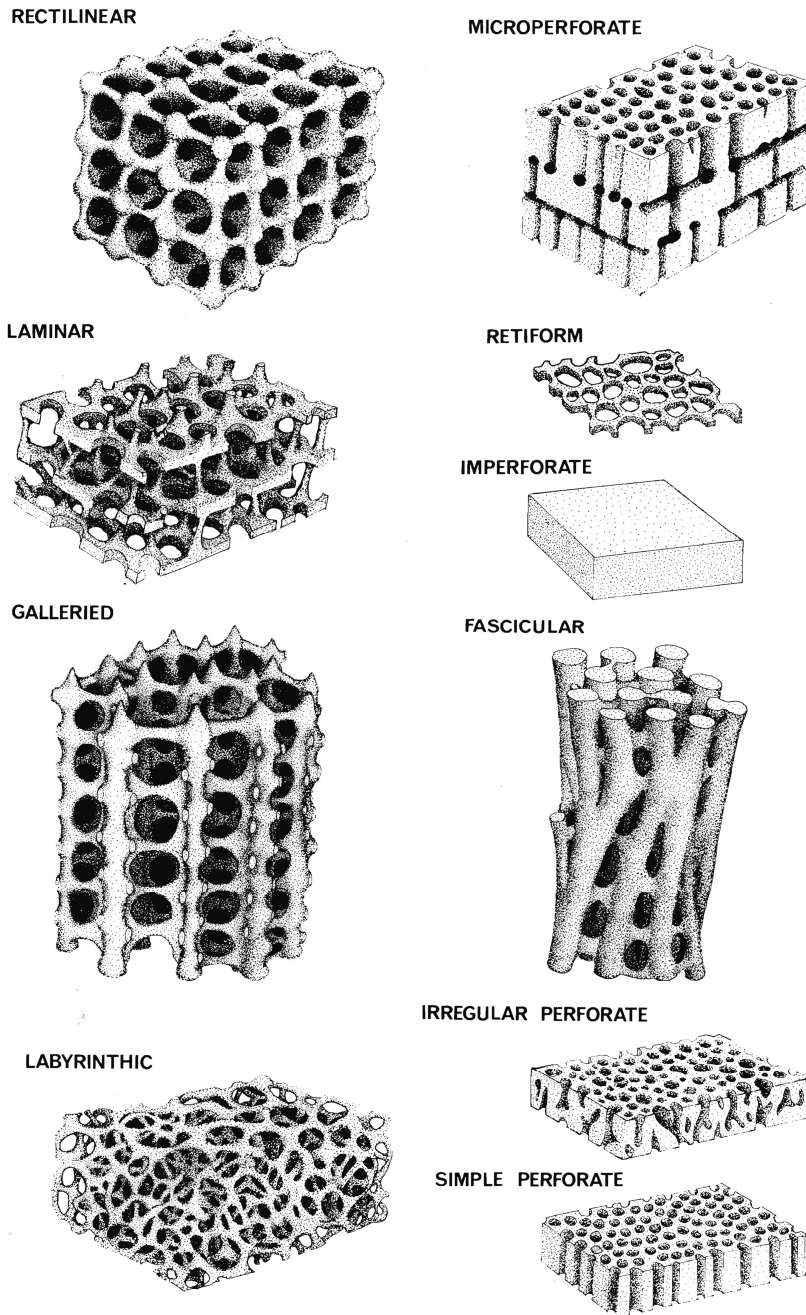 RECTILINEAR
MICROPERFORATE
LAMINAR
RETIFORM
IMPERFORATE
GALLERIED
FASCICULAR
IRREGULAR PERFORATE
LABYRINTHIC
SIMPLE PERFORATE